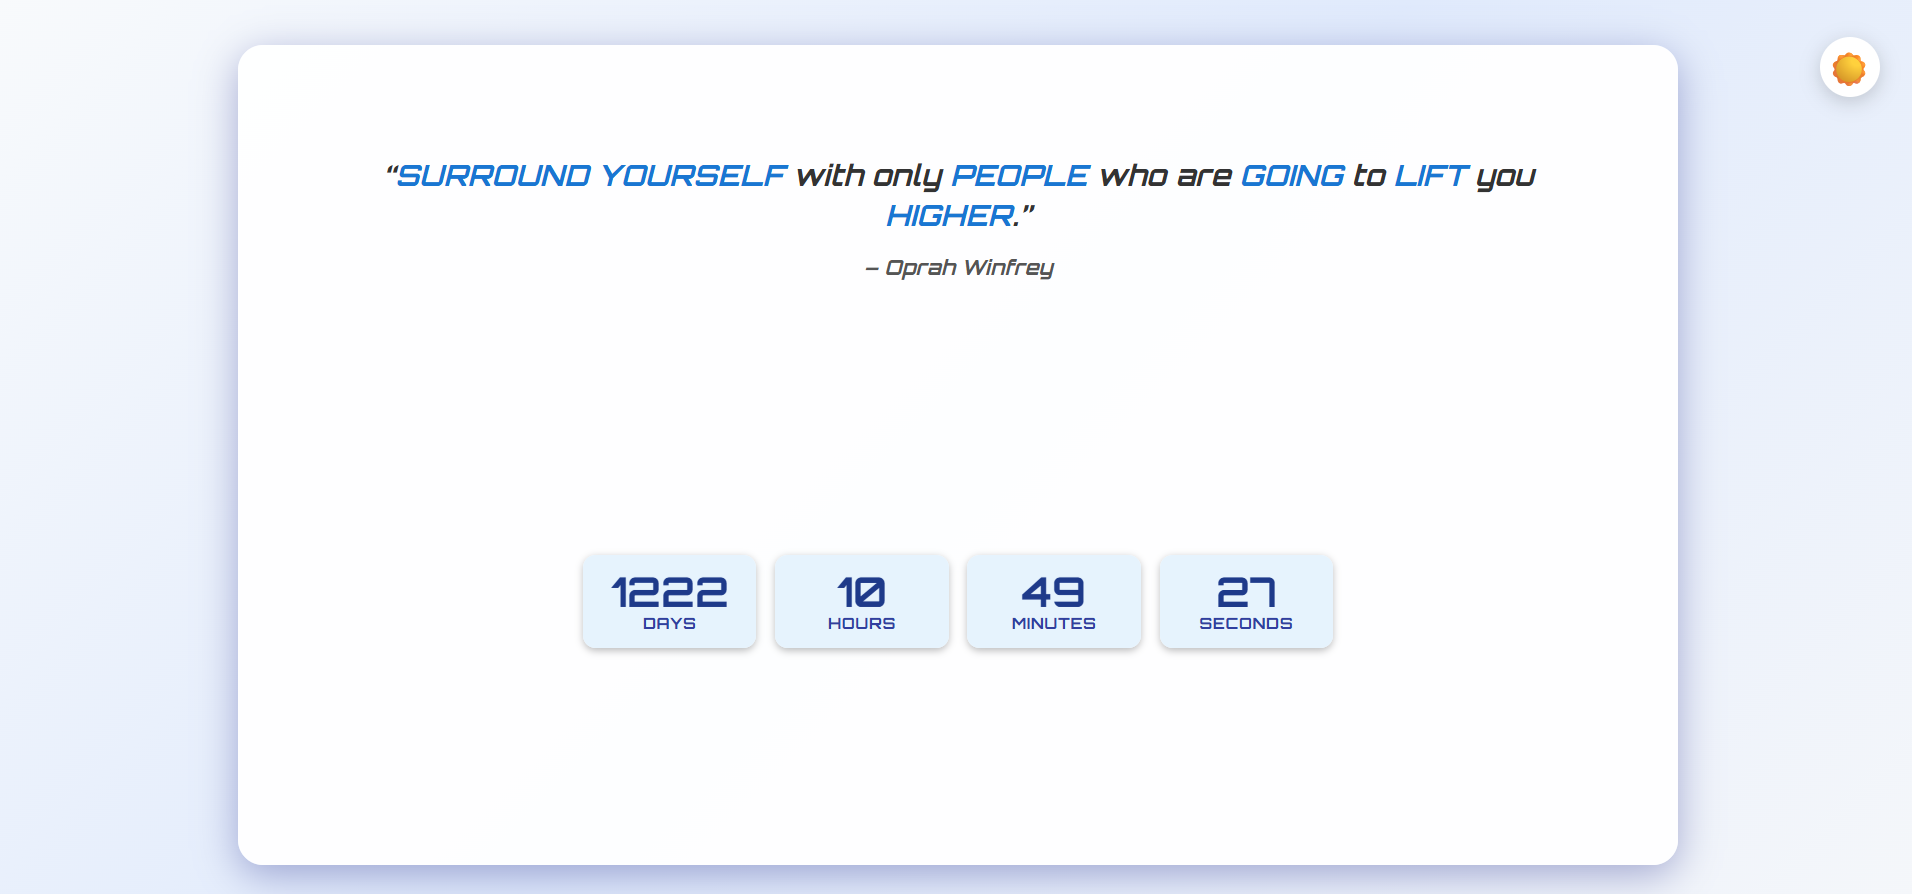 “SURROUND YOURSELF with only PEOPLE who are GOING to LIFT you
HIGHER.”
– Oprah Winfrey
1222 10 49 27
DAYS HOURS MINUTES SECONDS